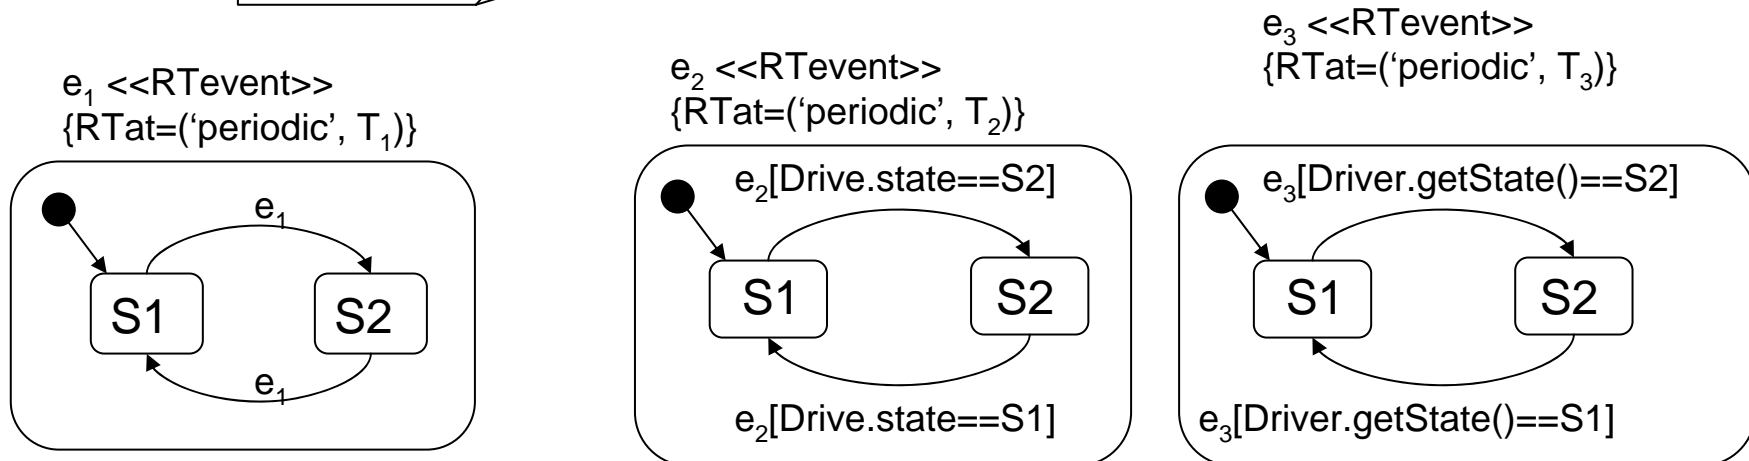 e₁ <<RTevent>>
{RTat=(‘periodic’, T₁)}
e₁
S1
S2
e₁
e₂ <<RTevent>>
{RTat=(‘periodic’, T₂)}
e₂[Drive.state==S2]
S1
S2
e₂[Drive.state==S1]
e₃ <<RTevent>>
{RTat=(‘periodic’, T₃)}
e₃[Driver.getState()==S2]
S1
S2
e₃[Driver.getState()==S1]